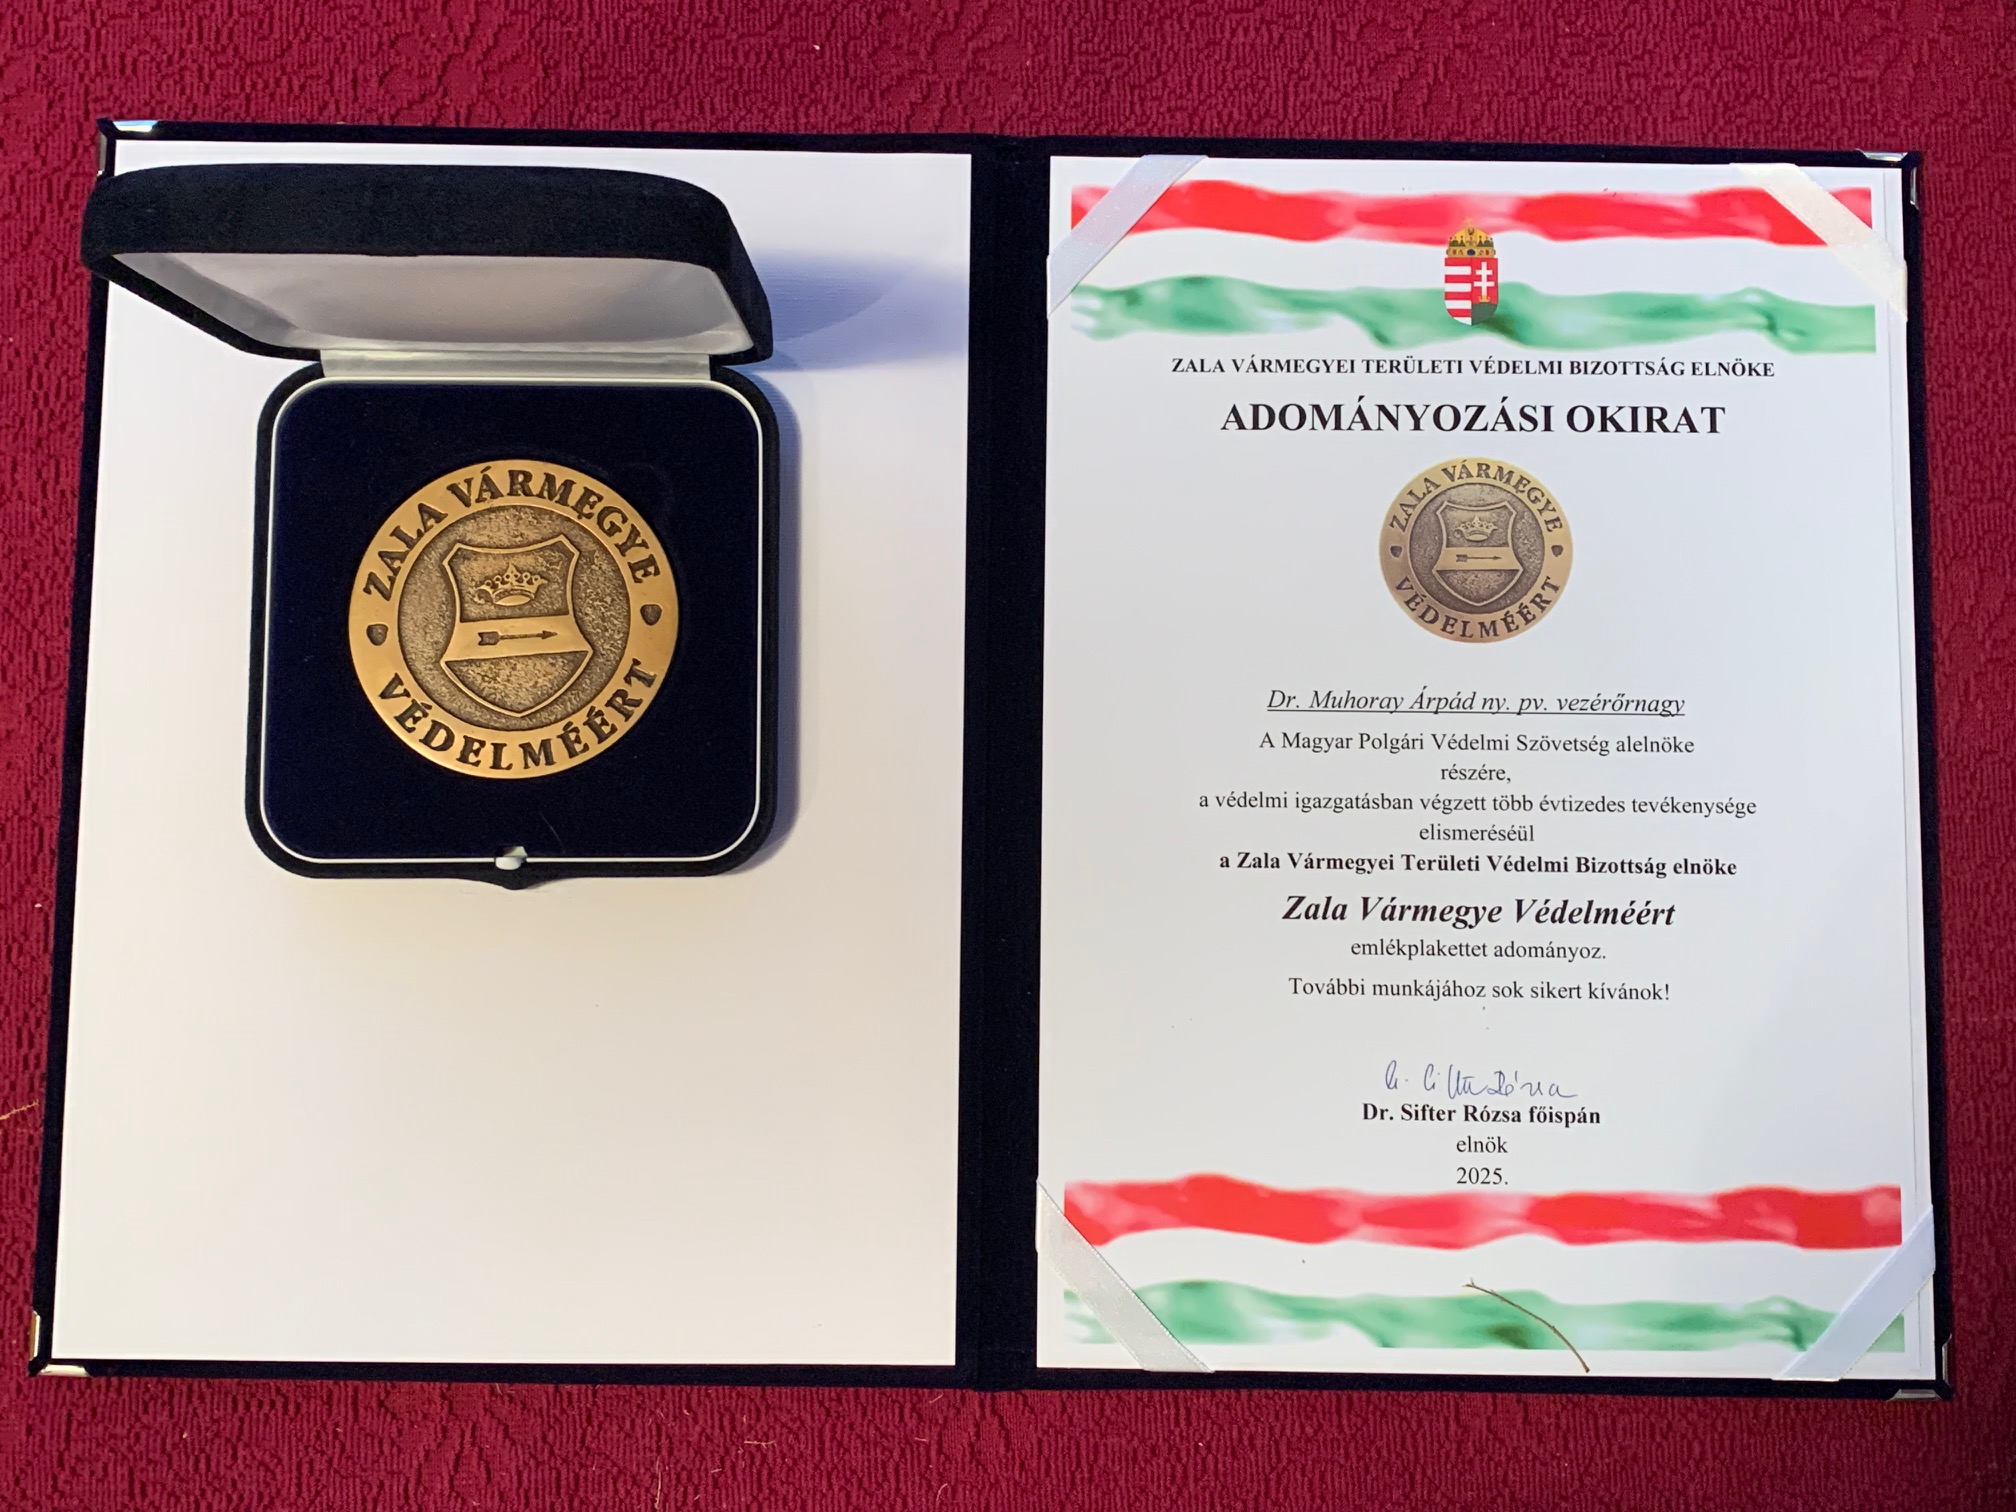 ZALA VÁRMEGYE
VÉDELMÉÉRT
ZALA VÁRMEGYEI TERÜLETI VÉDELMI BIZOTTSÁG ELNÖKE
ADOMÁNYOZÁSI OKIRAT
ZALA VÁRMEGYE
VÉDELMÉÉRT
Dr. Muhoray Árpád ny. pv. vezérőrnagy
A Magyar Polgári Védelmi Szövetség alelnöke
részére,
a védelmi igazgatásban végzett több évtizedes tevékenysége
elismeréséül
a Zala Vármegyei Területi Védelmi Bizottság elnöke
Zala Vármegye Védelméért
emlékplakettet adományoz.
További munkájához sok sikert kívánok!
Dr. Sifter Rózsa főispán
elnök
2025.